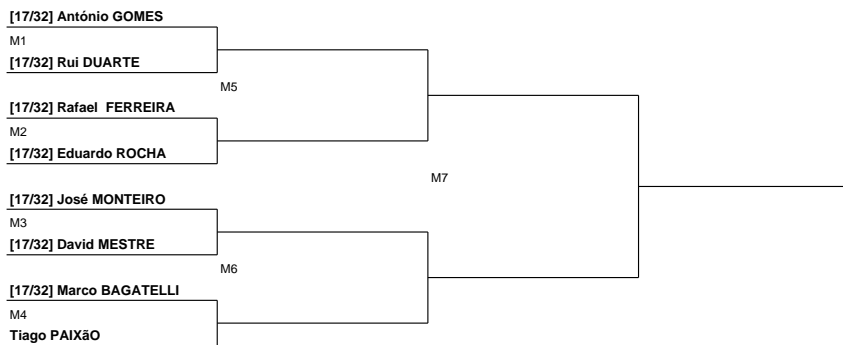 [17/32] António GOMES
M1
[17/32] Rui DUARTE
M5
[17/32] Rafael  FERREIRA
M2
[17/32] Eduardo ROCHA
M7
[17/32] José MONTEIRO
M3
[17/32] David MESTRE
M6
[17/32] Marco BAGATELLI
M4
Tiago PAIXãO